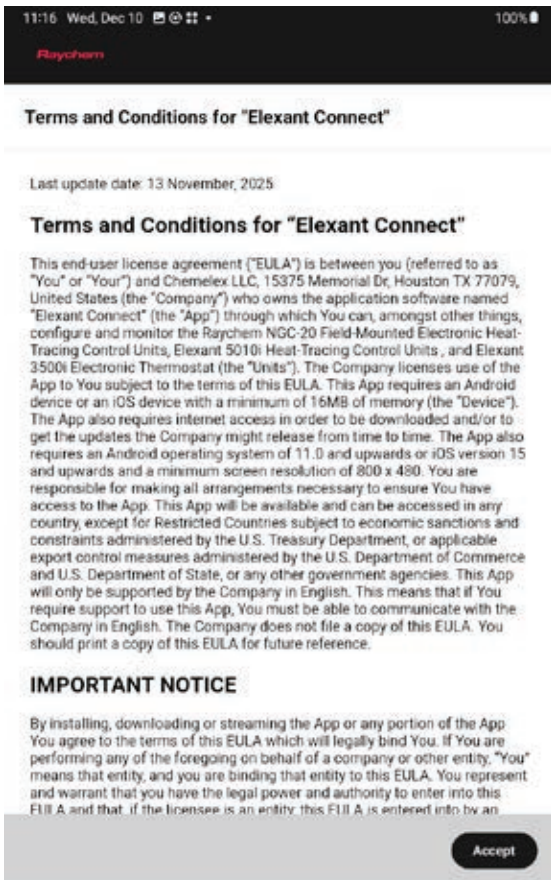 11:16 Wed, Dec 10
100%
Raychem
Terms and Conditions for "Elexant Connect"
Last update date: 13 November, 2025
Terms and Conditions for "Elexant Connect"
This end-user license agreement ("EULA") is between you (referred to as
"You" or "Your") and Chemelex LLC, 15375 Memorial Dr, Houston TX 77079,
United States (the "Company") who owns the application software named
"Elexant Connect" (the "App") through which You can, amongst other things,
configure and monitor the Raychem NGC-20 Field-Mounted Electronic Heat-
Tracing Control Units, Elexant 5010i Heat-Tracing Control Units , and Elexant
3500i Electronic Thermostat (the "Units"). The Company licenses use of the
App to You subject to the terms of this EULA. This App requires an Android
device or an iOS device with a minimum of 16MB of memory (the "Device").
The App also requires internet access in order to be downloaded and/or to
get the updates the Company might release from time to time. The App also
requires an Android operating system of 11.0 and upwards or iOS version 15
and upwards and a minimum screen resolution of 800 x 480. You are
responsible for making all arrangements necessary to ensure You have
access to the App. This App will be available and can be accessed in any
country, except for Restricted Countries subject to economic sanctions and
constraints administered by the U.S. Treasury Department, or applicable
export control measures administered by the U.S. Department of Commerce
and U.S. Department of State, or any other government agencies. This App
will only be supported by the Company in English. This means that if You
require support to use this App, You must be able to communicate with the
Company in English. The Company does not file a copy of this EULA. You
should print a copy of this EULA for future reference.
IMPORTANT NOTICE
By installing, downloading or streaming the App or any portion of the App
You agree to the terms of this EULA which will legally bind You. If You are
performing any of the foregoing on behalf of a company or other entity, "You"
means that entity, and you are binding that entity to this EULA. You represent
and warrant that you have the legal power and authority to enter into this
EULA and that, if the licensee is an entity, this EULA is entered into by an
Accept